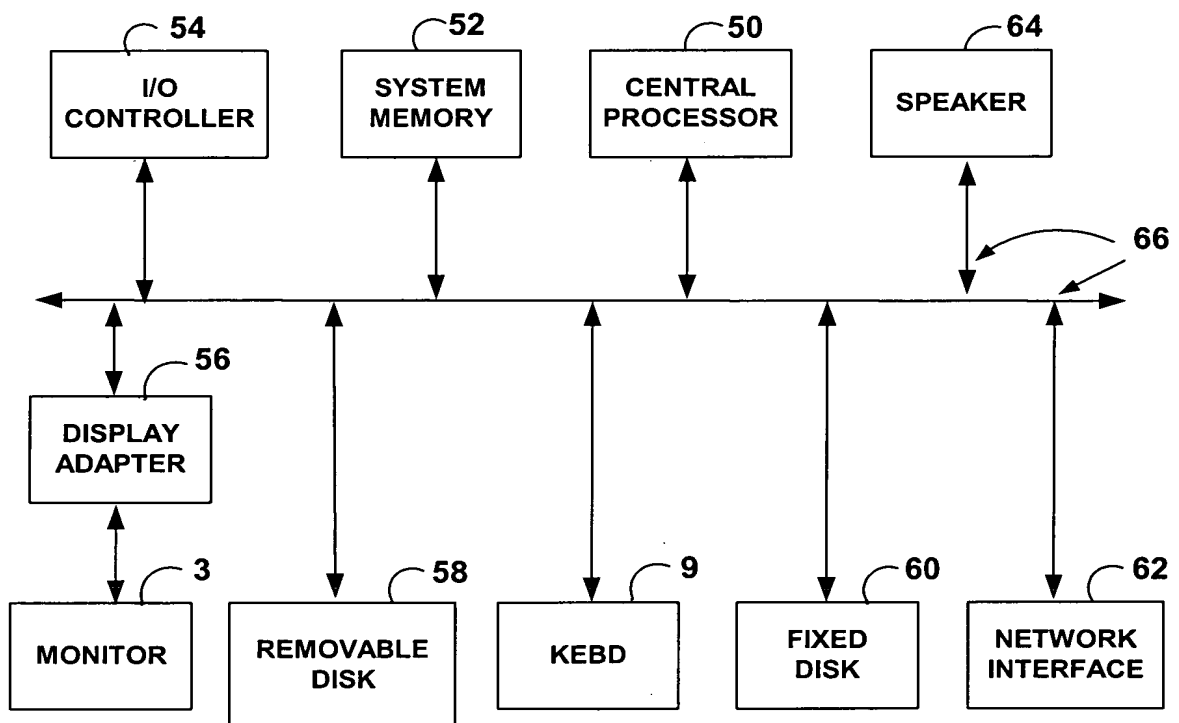 54
I/O
CONTROLLER
52
SYSTEM
MEMORY
50
CENTRAL
PROCESSOR
64
SPEAKER
66
56
DISPLAY
ADAPTER
3
MONITOR
58
REMOVABLE
DISK
9
KEBD
60
FIXED
DISK
62
NETWORK
INTERFACE